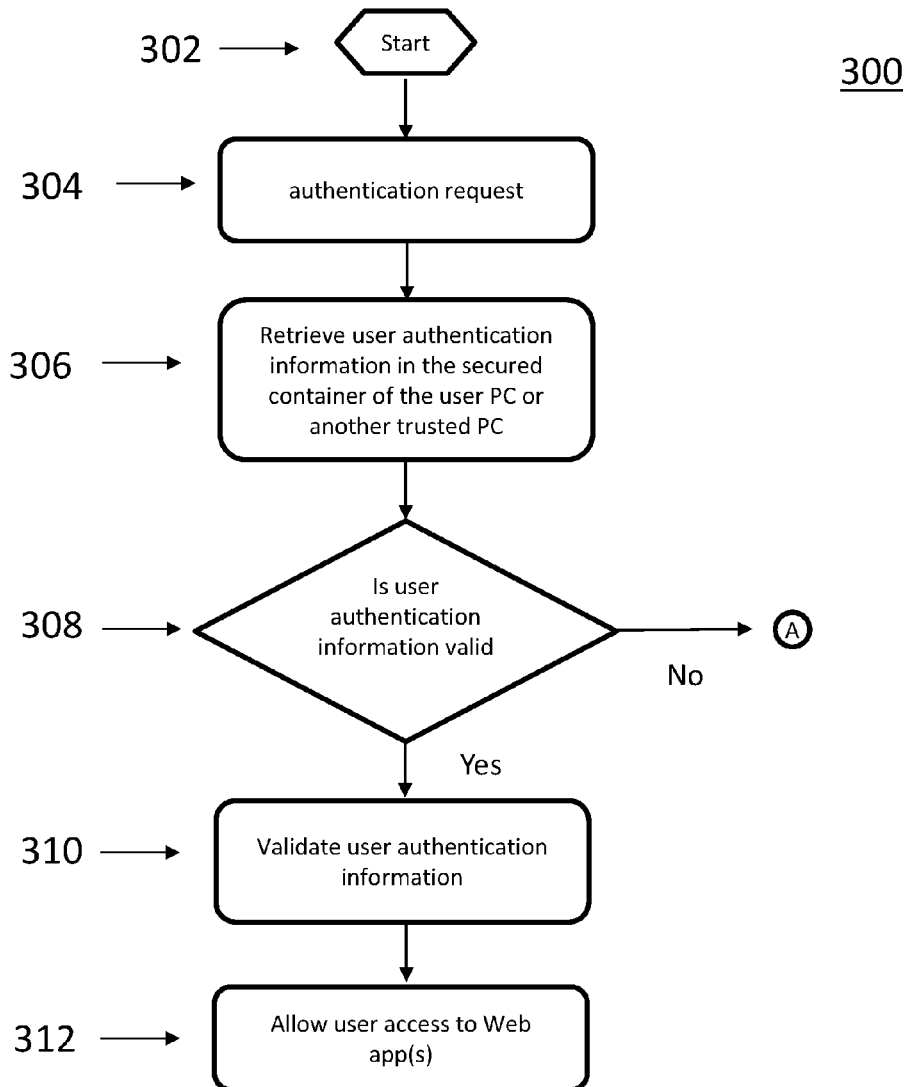 302
Start
300
304
authentication request
306
Retrieve user authentication
information in the secured
container of the user PC or
another trusted PC
308
Is user
authentication
information valid
A
No
Yes
310
Validate user authentication
information
312
Allow user access to Web
app(s)